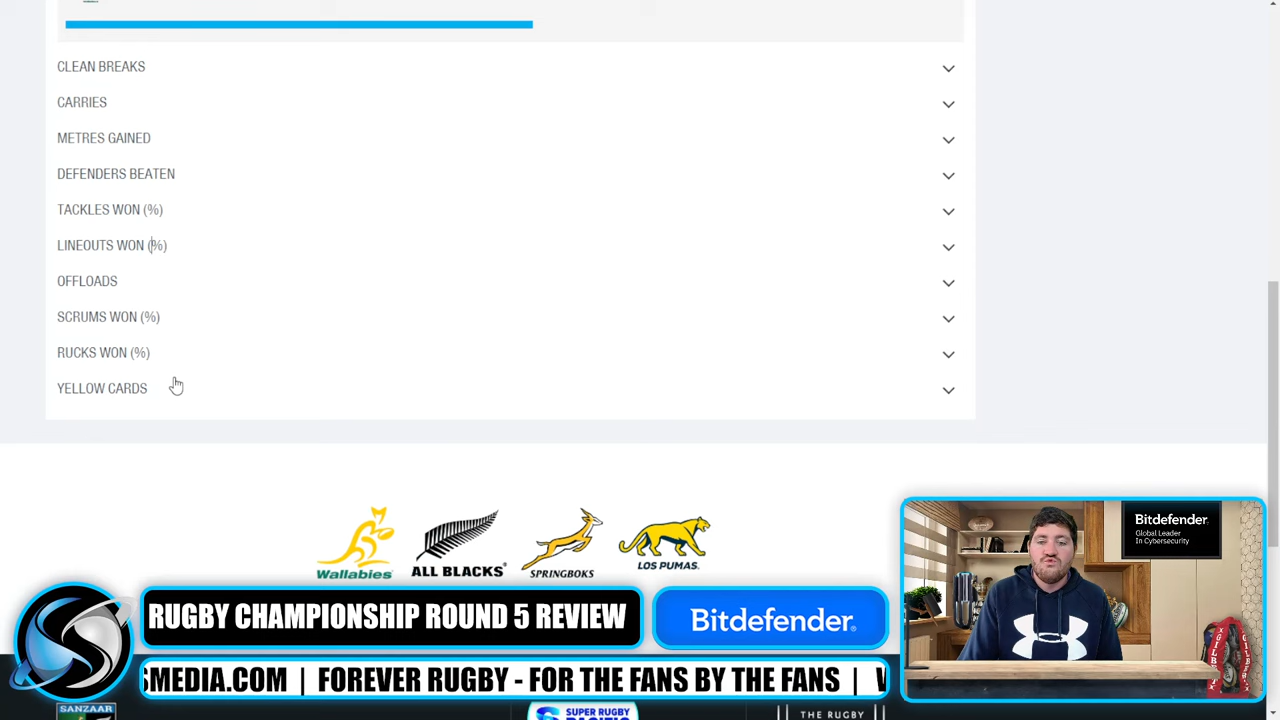 CLEAN BREAKS
CARRIES
METRES GAINED
DEFENDERS BEATEN
TACKLES WON (%)
LINEOUTS WON (%)
OFFLOADS
SCRUMS WON (%)
RUCKS WON (%)
YELLOW CARDS
Wallabies
ALL BLACKS
SPRINGBOKS
LOS PUMAS
Bitdefender
Global Leader
In Cybersecurity
RUGBY CHAMPIONSHIP ROUND 5 REVIEW
Bitdefender
SMEDIA.COM | FOREVER RUGBY - FOR THE FANS BY THE FANS |
SANZAAR
SUPER RUGBY
PACIFIC
THE RUGBY
GILBERT